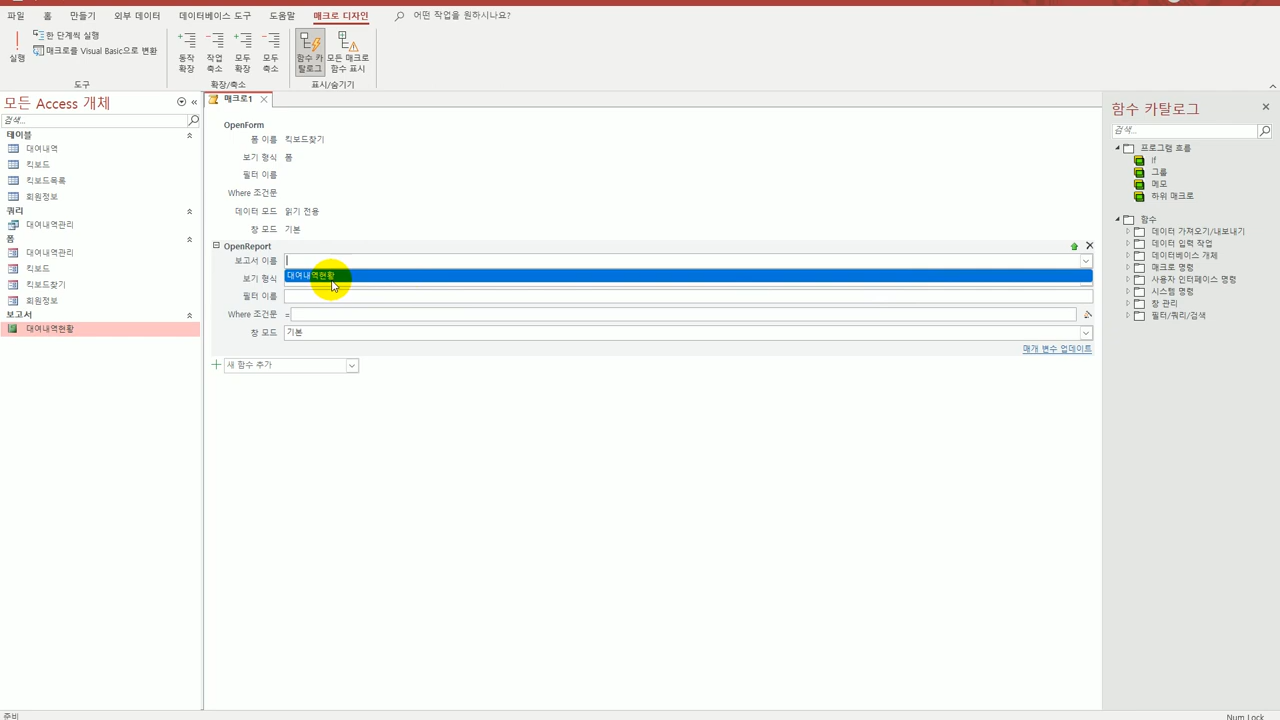 파일 홈 만들기 외부 데이터 데이터베이스 도구 도움말 매크로 디자인 어떤 작업을 원하시나요?
실행
한 단계씩 실행
매크로를 Visual Basic으로 변환
도구
동작 확장
작업 축소
모두 확장
모두 축소
확장/축소
함수 카탈로그
모든 매크로 함수 표시
표시/숨기기
모든 Access 개체
검색...
테이블
대여내역
킥보드
킥보드목록
회원정보
쿼리
대여내역관리
폼
대여내역관리
킥보드
킥보드찾기
회원정보
보고서
대여내역현황
매크로1
OpenForm
폼 이름 킥보드찾기
보기 형식 폼
필터 이름
Where 조건문
데이터 모드 읽기 전용
창 모드 기본
OpenReport
보고서 이름
대여내역현황
보기 형식
필터 이름
Where 조건문 =
창 모드 기본
매개 변수 업데이트
새 함수 추가
함수 카탈로그
검색...
프로그램 흐름
If
그룹
메모
하위 매크로
함수
데이터 가져오기/내보내기
데이터 입력 작업
데이터베이스 개체
매크로 명령
사용자 인터페이스 명령
시스템 명령
창 관리
필터/쿼리/검색
준비
Num Lock